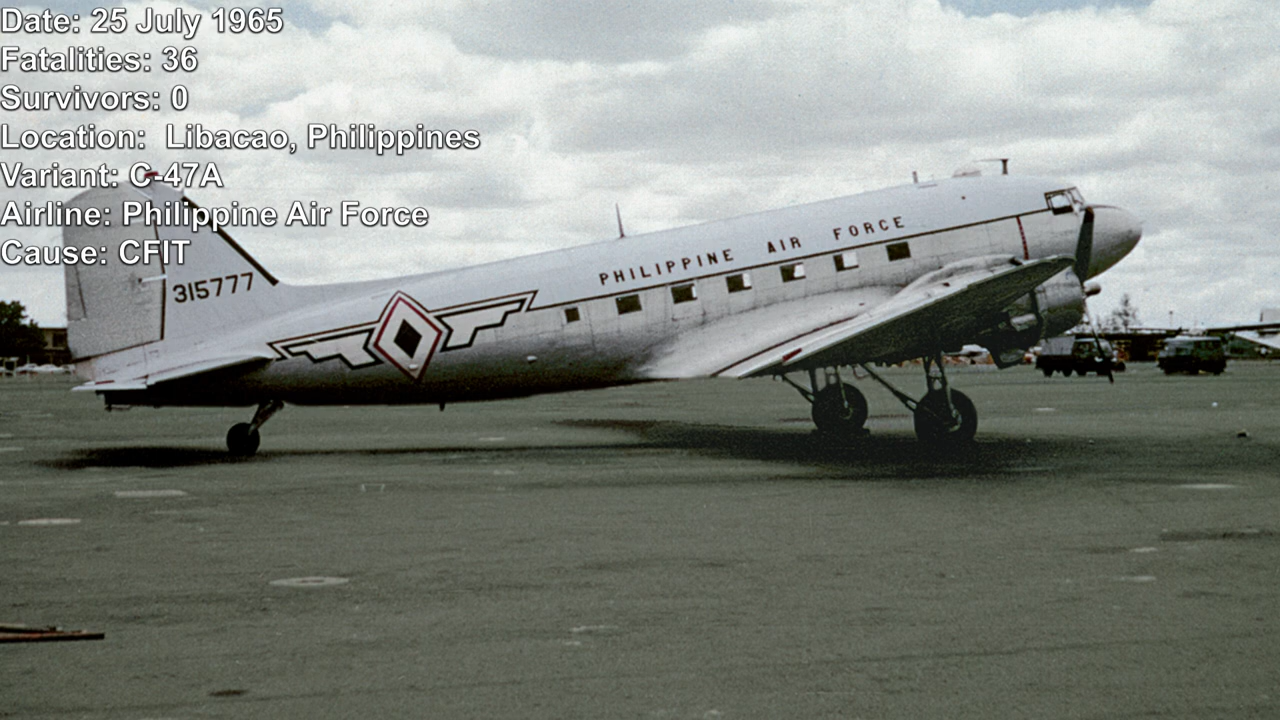 Date: 25 July 1965
Fatalities: 36
Survivors: 0
Location:  Libacao, Philippines
Variant: C-47A
Airline: Philippine Air Force
Cause: CFIT
315777
PHILIPPINE AIR FORCE